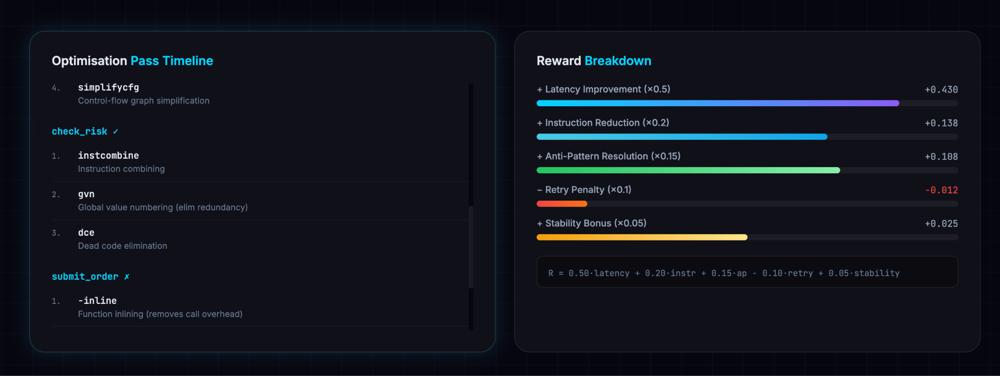 Optimisation Pass Timeline
4. simplifycfg
Control-flow graph simplification
check_risk ✓
1. instcombine
Instruction combining
2. gvn
Global value numbering (elim redundancy)
3. dce
Dead code elimination
submit_order ✗
1. -inline
Function inlining (removes call overhead)
Reward Breakdown
+ Latency Improvement (×0.5) +0.430
+ Instruction Reduction (×0.2) +0.138
+ Anti-Pattern Resolution (×0.15) +0.108
− Retry Penalty (×0.1) -0.012
+ Stability Bonus (×0.05) +0.025
R = 0.50·latency + 0.20·instr + 0.15·ap - 0.10·retry + 0.05·stability